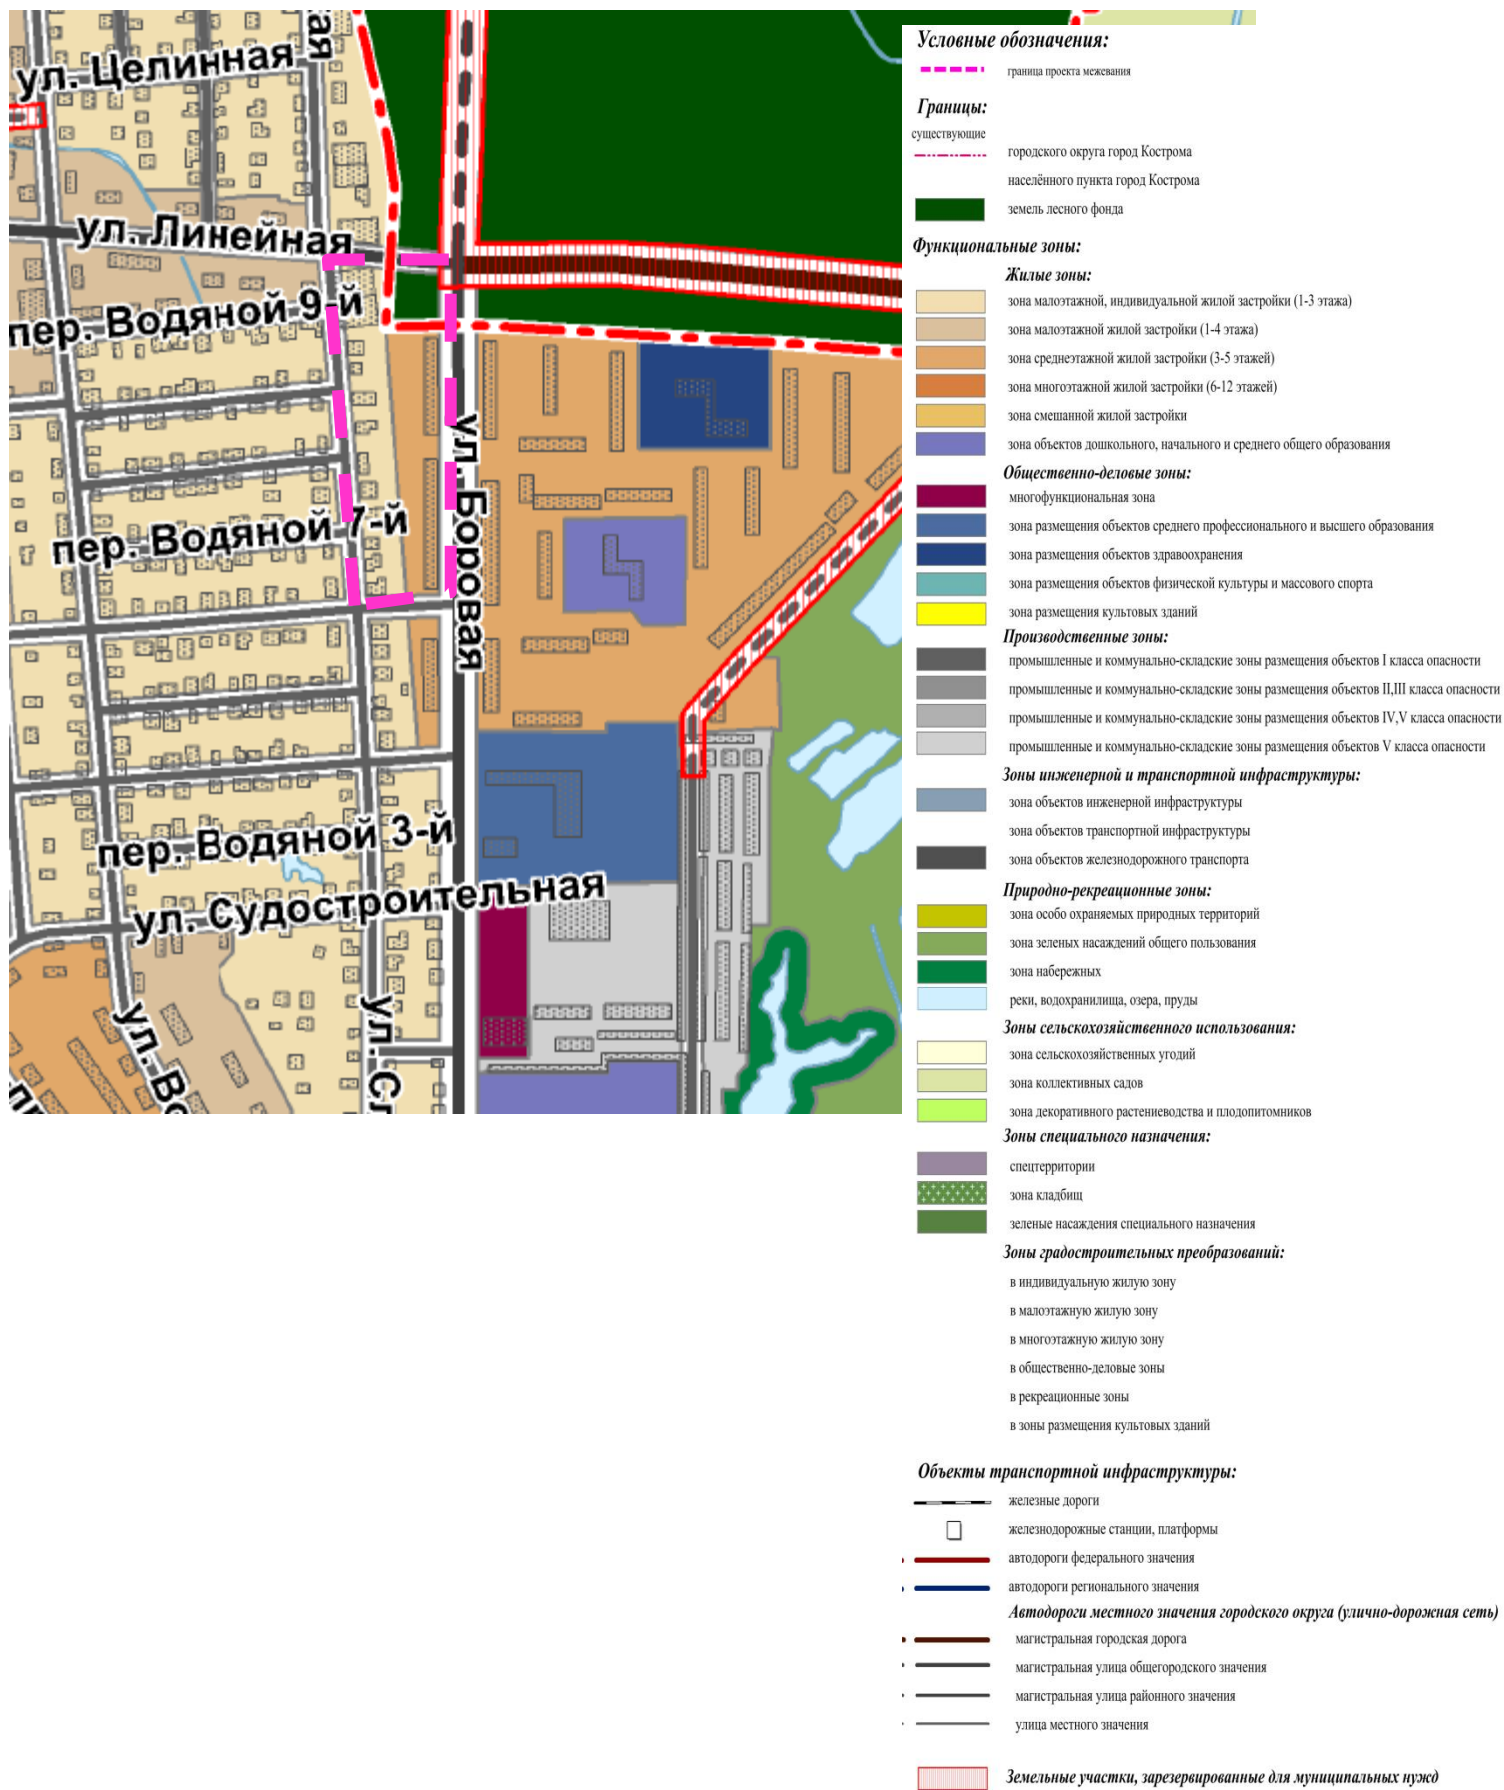 ул. Целинная
кая
ул. Линейная
пер. Водяной 9-й
пер. Водяной 7-й
ул. Боровая
пер. Водяной 3-й
ул. Судостроительная
ул. Во
ул. Сл
Условные обозначения:
граница проекта межевания
Границы:
существующие
городского округа город Кострома
населённого пункта город Кострома
земель лесного фонда
Функциональные зоны:
Жилые зоны:
зона малоэтажной, индивидуальной жилой застройки (1-3 этажа)
зона малоэтажной жилой застройки (1-4 этажа)
зона среднеэтажной жилой застройки (3-5 этажей)
зона многоэтажной жилой застройки (6-12 этажей)
зона смешанной жилой застройки
зона объектов дошкольного, начального и среднего общего образования
Общественно-деловые зоны:
многофункциональная зона
зона размещения объектов среднего профессионального и высшего образования
зона размещения объектов здравоохранения
зона размещения объектов физической культуры и массового спорта
зона размещения культовых зданий
Производственные зоны:
промышленные и коммунально-складские зоны размещения объектов I класса опасности
промышленные и коммунально-складские зоны размещения объектов II,III класса опасности
промышленные и коммунально-складские зоны размещения объектов IV,V класса опасности
промышленные и коммунально-складские зоны размещения объектов V класса опасности
Зоны инженерной и транспортной инфраструктуры:
зона объектов инженерной инфраструктуры
зона объектов транспортной инфраструктуры
зона объектов железнодорожного транспорта
Природно-рекреационные зоны:
зона особо охраняемых природных территорий
зона зеленых насаждений общего пользования
зона набережных
реки, водохранилища, озера, пруды
Зоны сельскохозяйственного использования:
зона сельскохозяйственных угодий
зона коллективных садов
зона декоративного растениеводства и плодопитомников
Зоны специального назначения:
спецтерритории
зона кладбищ
зеленые насаждения специального назначения
Зоны градостроительных преобразований:
в индивидуальную жилую зону
в малоэтажную жилую зону
в многоэтажную жилую зону
в общественно-деловые зоны
в рекреационные зоны
в зоны размещения культовых зданий
Объекты транспортной инфраструктуры:
железные дороги
железнодорожные станции, платформы
автодороги федерального значения
автодороги регионального значения
Автодороги местного значения городского округа (улично-дорожная сеть)
магистральная городская дорога
магистральная улица общегородского значения
магистральная улица районного значения
улица местного значения
Земельные участки, зарезервированные для муниципальных нужд